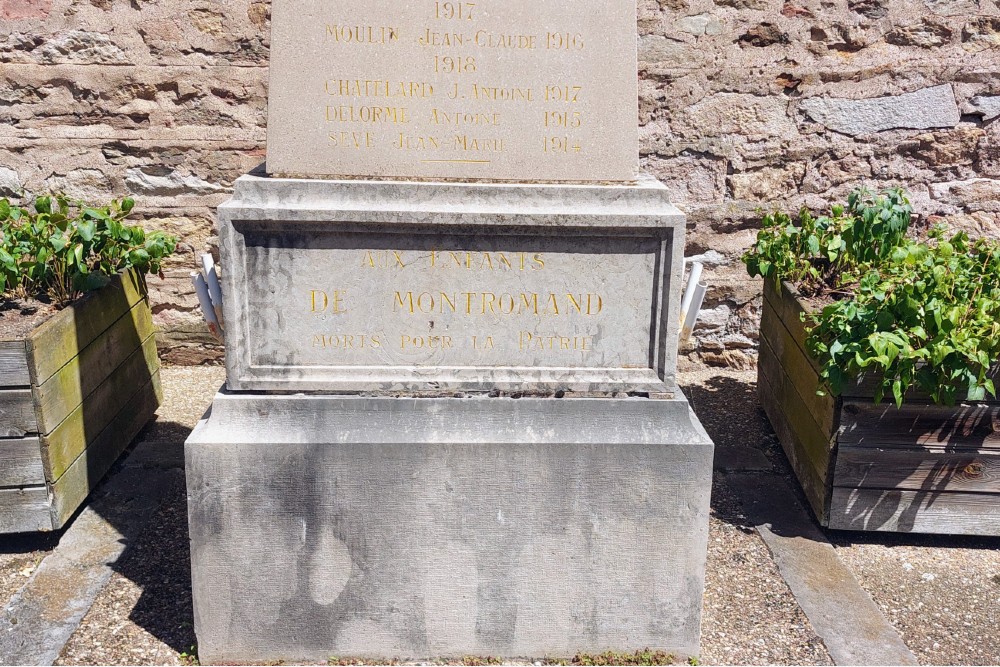 1917
MOULIN JEAN-CLAUDE 1916
1918
CHATELARD J. ANTOINE 1917
DELORME ANTOINE 1915
SÈVE JEAN-MARIE 1914
AUX ENFANTS
DE MONTROMAND
MORTS POUR LA PATRIE